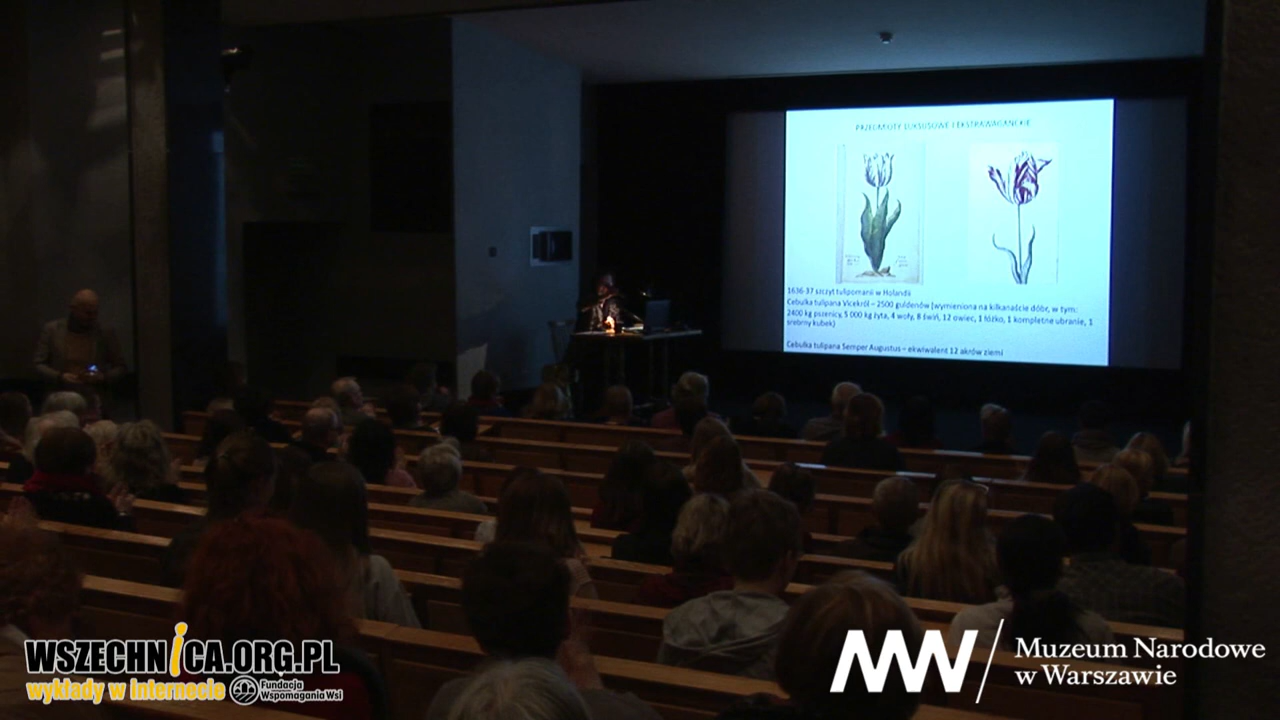 PRZEDMIOTY LUKSUSOWE I EKSTRAWAGANCKIE
1636-37 szczyt tulipomanii w Holandii
Cebulka tulipana Vicekról – 2500 guldenów (wymieniona na kilkanaście dóbr, w tym:
2400 kg pszenicy, 5 000 kg żyta, 4 woły, 8 świń, 12 owiec, 1 łóżko, 1 kompletne ubranie, 1
srebrny kubek)
Cebulka tulipana Semper Augustus – ekwiwalent 12 akrów ziemi
WSZECHNICA.ORG.PL
wykłady w internecie
Fundacja
Wspomagania Wsi
Muzeum Narodowe
w Warszawie